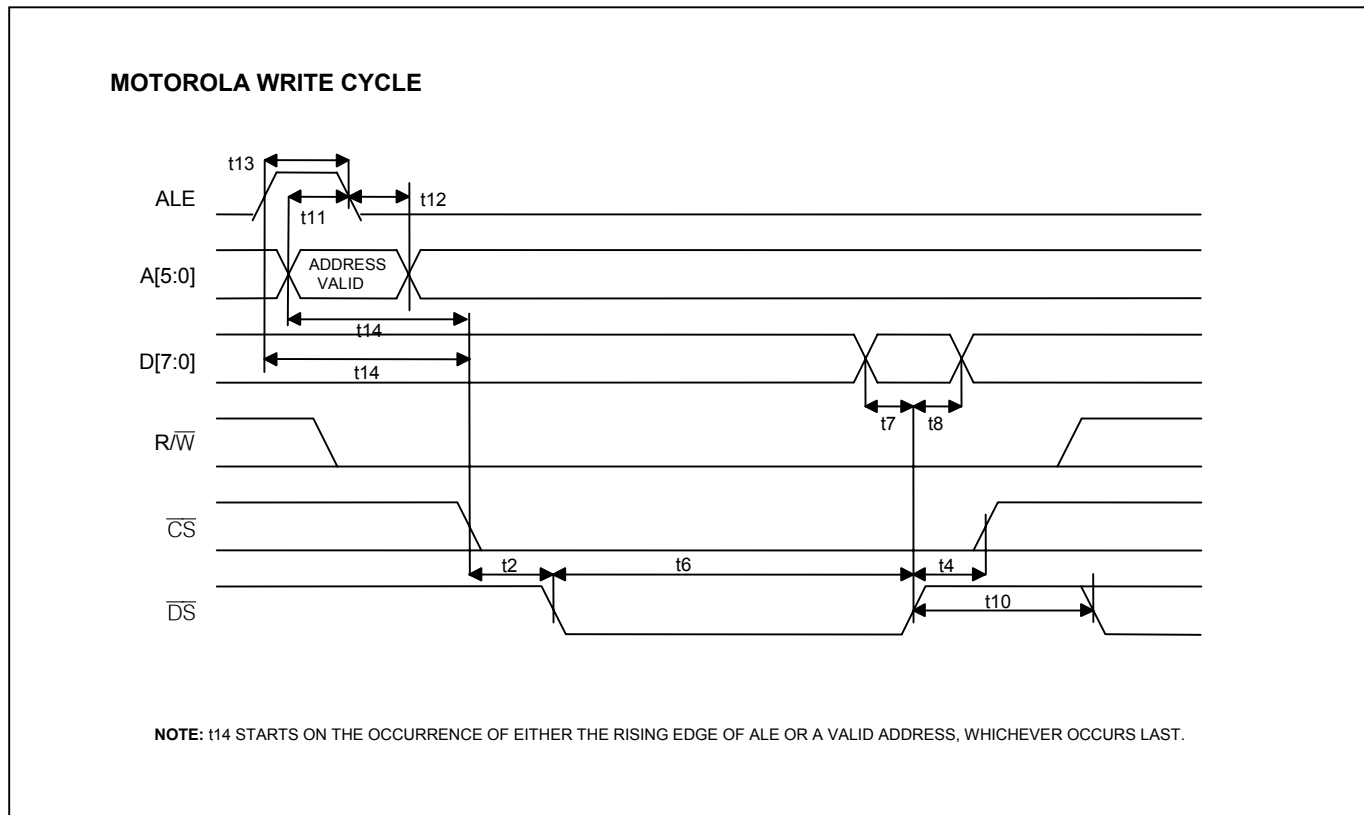 MOTOROLA WRITE CYCLE
t13
ALE
t11
t12
A[5:0]
ADDRESS
VALID
t14
D[7:0]
t14
t7
t8
R/W̅
C̅S̅
t2
t6
t4
D̅S̅
t10
NOTE: t14 STARTS ON THE OCCURRENCE OF EITHER THE RISING EDGE OF ALE OR A VALID ADDRESS, WHICHEVER OCCURS LAST.